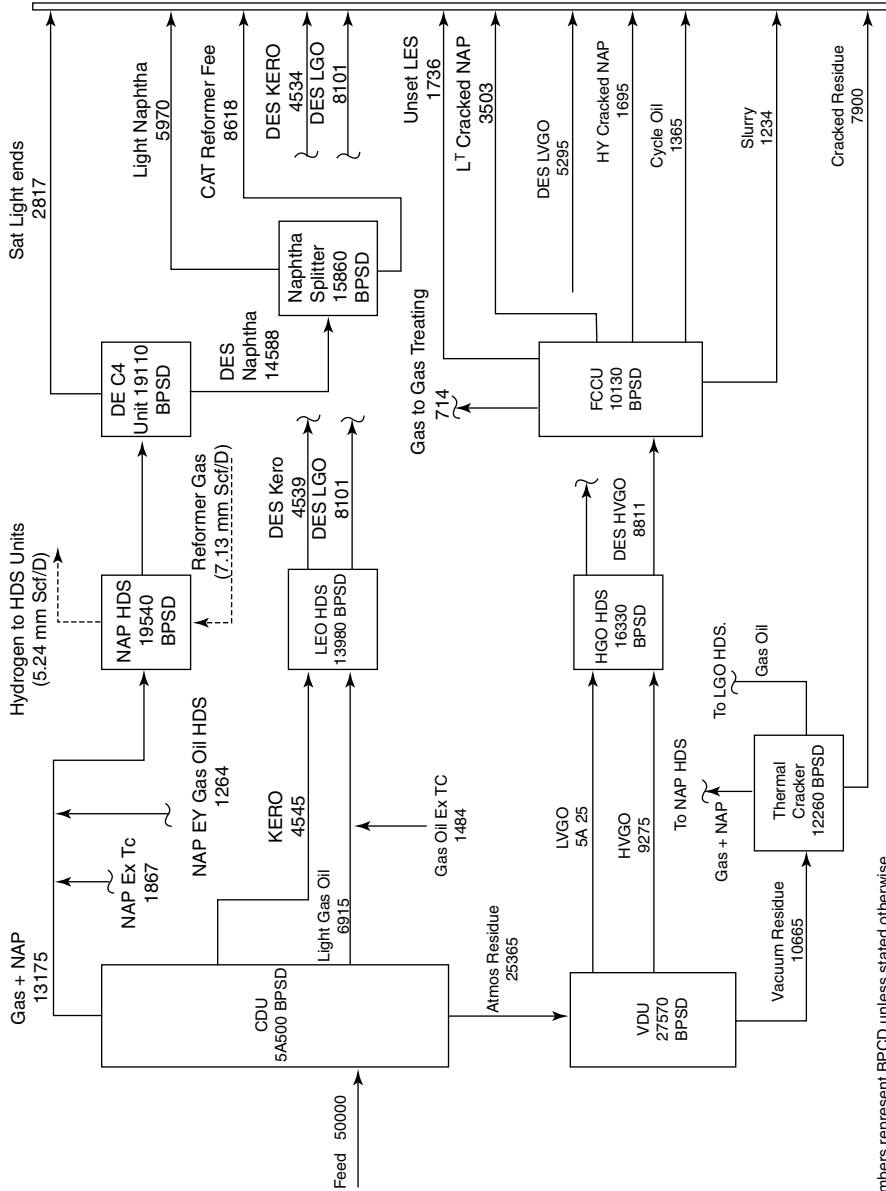 Feed 50000
CDU
5A500 BPSD
Gas + NAP
13175
NAP Ex Tc
1867
NAP EY Gas Oil HDS
1264
KERO
4545
Light Gas Oil
6915
Gas Oil Ex TC
1484
Atmos Residue
25365
VDU
27570
BPSD
LVGO
5A 25
HVGO
9275
Vacuum Residue
10665
Hydrogen to HDS Units
(5.24 mm Scf/D)
NAP HDS
19540
BPSD
Reformer Gas
(7.13 mm Scf/D)
LEO HDS
13980 BPSD
DES Kero
4539
DES LGO
8101
HGO HDS
16330
BPSD
DES HVGO
8811
To NAP HDS
Gas + NAP
Thermal
Cracker
12260 BPSD
To LGO HDS.
Gas Oil
DE C4
Unit 19110
BPSD
DES
Naphtha
14588
Naphtha
Splitter
15860
BPSD
Gas to Gas Treating
714
FCCU
10130
BPSD
Sat Light ends
2817
Light Naphtha
5970
CAT Reformer Fee
8618
DES KERO
4534
DES LGO
8101
Unset LES
1736
LT Cracked NAP
3503
DES LVGO
5295
HY Cracked NAP
1695
Cycle Oil
1365
Slurry
1234
Cracked Residue
7900
mbers represent BPCD unless stated otherwise